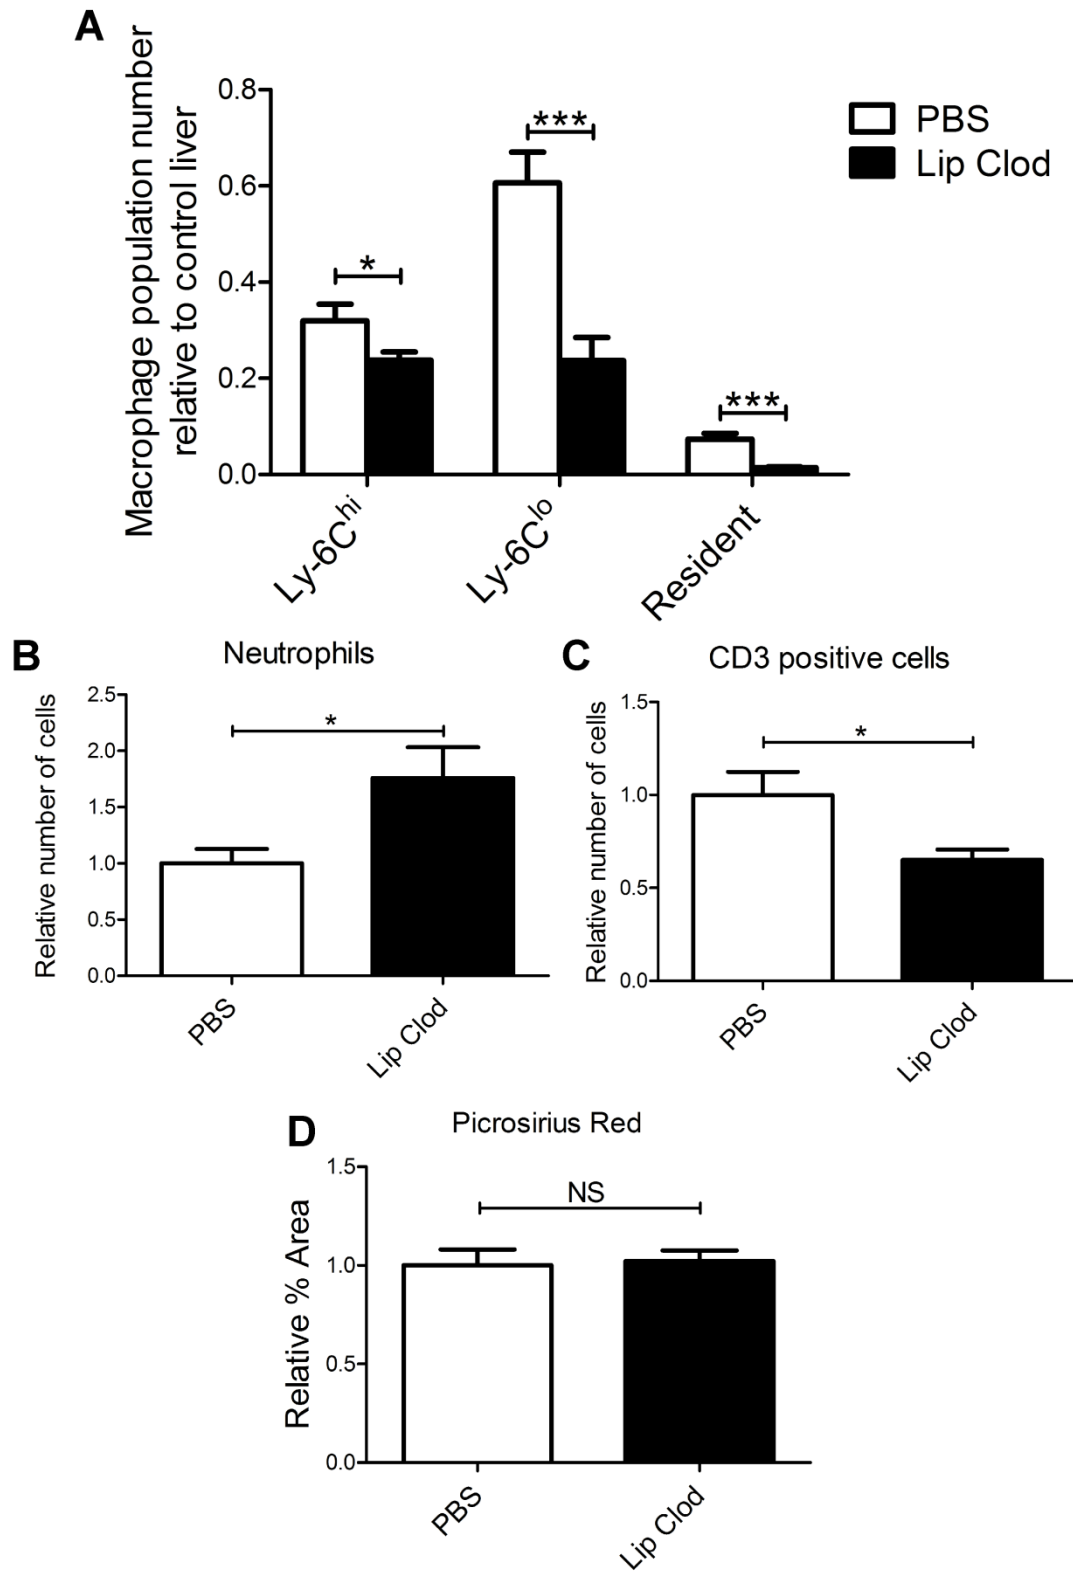 A
Macrophage population number
relative to control liver
0.8
0.6
0.4
0.2
0.0
*
***
***
PBS
Lip Clod
Ly-6Chi
Ly-6Clo
Resident
B
Neutrophils
Relative number of cells
2.5
2.0
1.5
1.0
0.5
0.0
*
PBS
Lip Clod
C
CD3 positive cells
Relative number of cells
1.5
1.0
0.5
0.0
*
PBS
Lip Clod
D
Picrosirius Red
Relative % Area
1.5
1.0
0.5
0.0
NS
PBS
Lip Clod